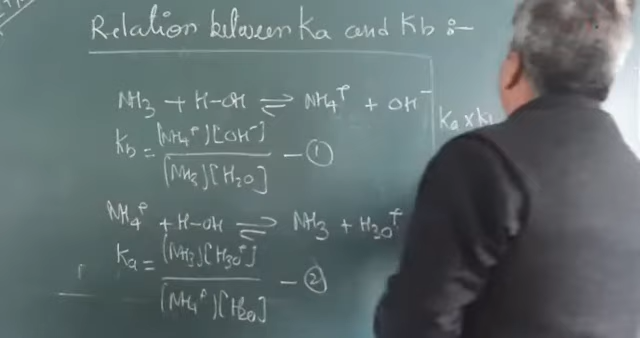 Relation between Ka and Kb :-
NH3 + H-OH ⇌ NH4⊕ + OH⁻
Kb = [NH4⊕][OH⁻] / [NH3][H2O] — ①
NH4⊕ + H-OH ⇌ NH3 + H3O⊕
Ka = [NH3][H3O⊕] / [NH4⊕][H2O] — ②
Ka x